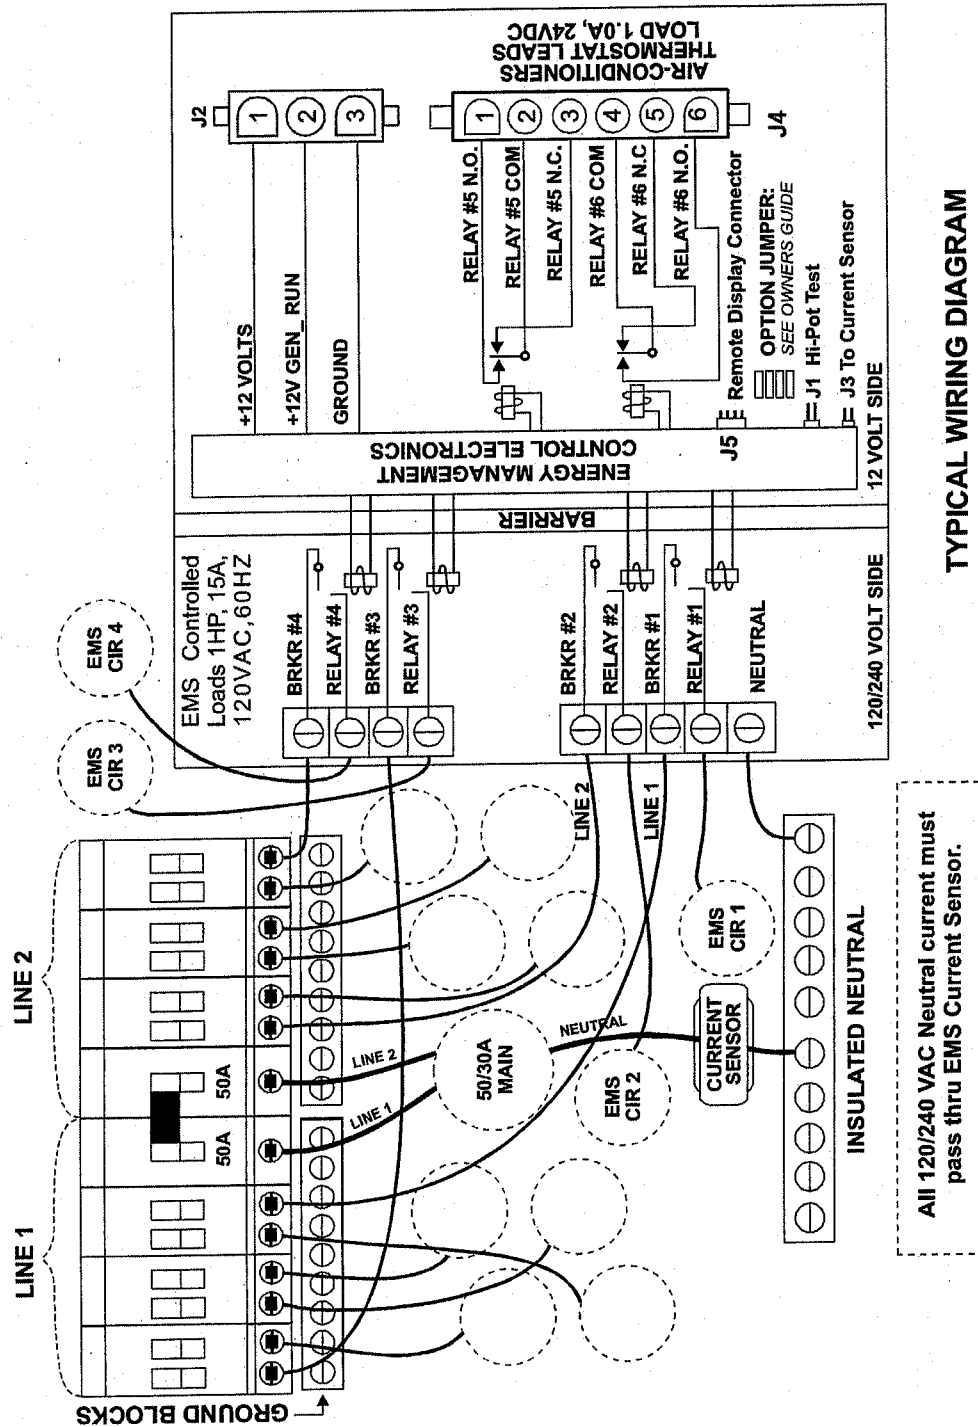 LINE 1
LINE 2
GROUND BLOCKS
50A
50A
LINE 1
LINE 2
50/30A
MAIN
NEUTRAL
EMS
CIR 3
EMS
CIR 4
EMS
CIR 2
EMS
CIR 1
CURRENT
SENSOR
LINE 2
LINE 1
INSULATED NEUTRAL
All 120/240 VAC Neutral current must
pass thru EMS Current Sensor.
EMS Controlled
Loads 1HP, 15A,
120VAC, 60HZ
BRKR #4
RELAY #4
BRKR #3
RELAY #3
BRKR #2
RELAY #2
BRKR #1
RELAY #1
NEUTRAL
120/240 VOLT SIDE
BARRIER
ENERGY MANAGEMENT
CONTROL ELECTRONICS
12 VOLT SIDE
+12 VOLTS
+12V GEN_RUN
GROUND
J2
1
2
3
RELAY #5 N.O.
RELAY #5 COM
RELAY #5 N.C.
RELAY #6 COM
RELAY #6 N.C
RELAY #6 N.O.
1
2
3
4
5
6
J4
AIR-CONDITIONERS
THERMOSTAT LEADS
LOAD 1.0A, 24VDC
J5
Remote Display Connector
OPTION JUMPER:
SEE OWNERS GUIDE
J1 Hi-Pot Test
J3 To Current Sensor
TYPICAL WIRING DIAGRAM